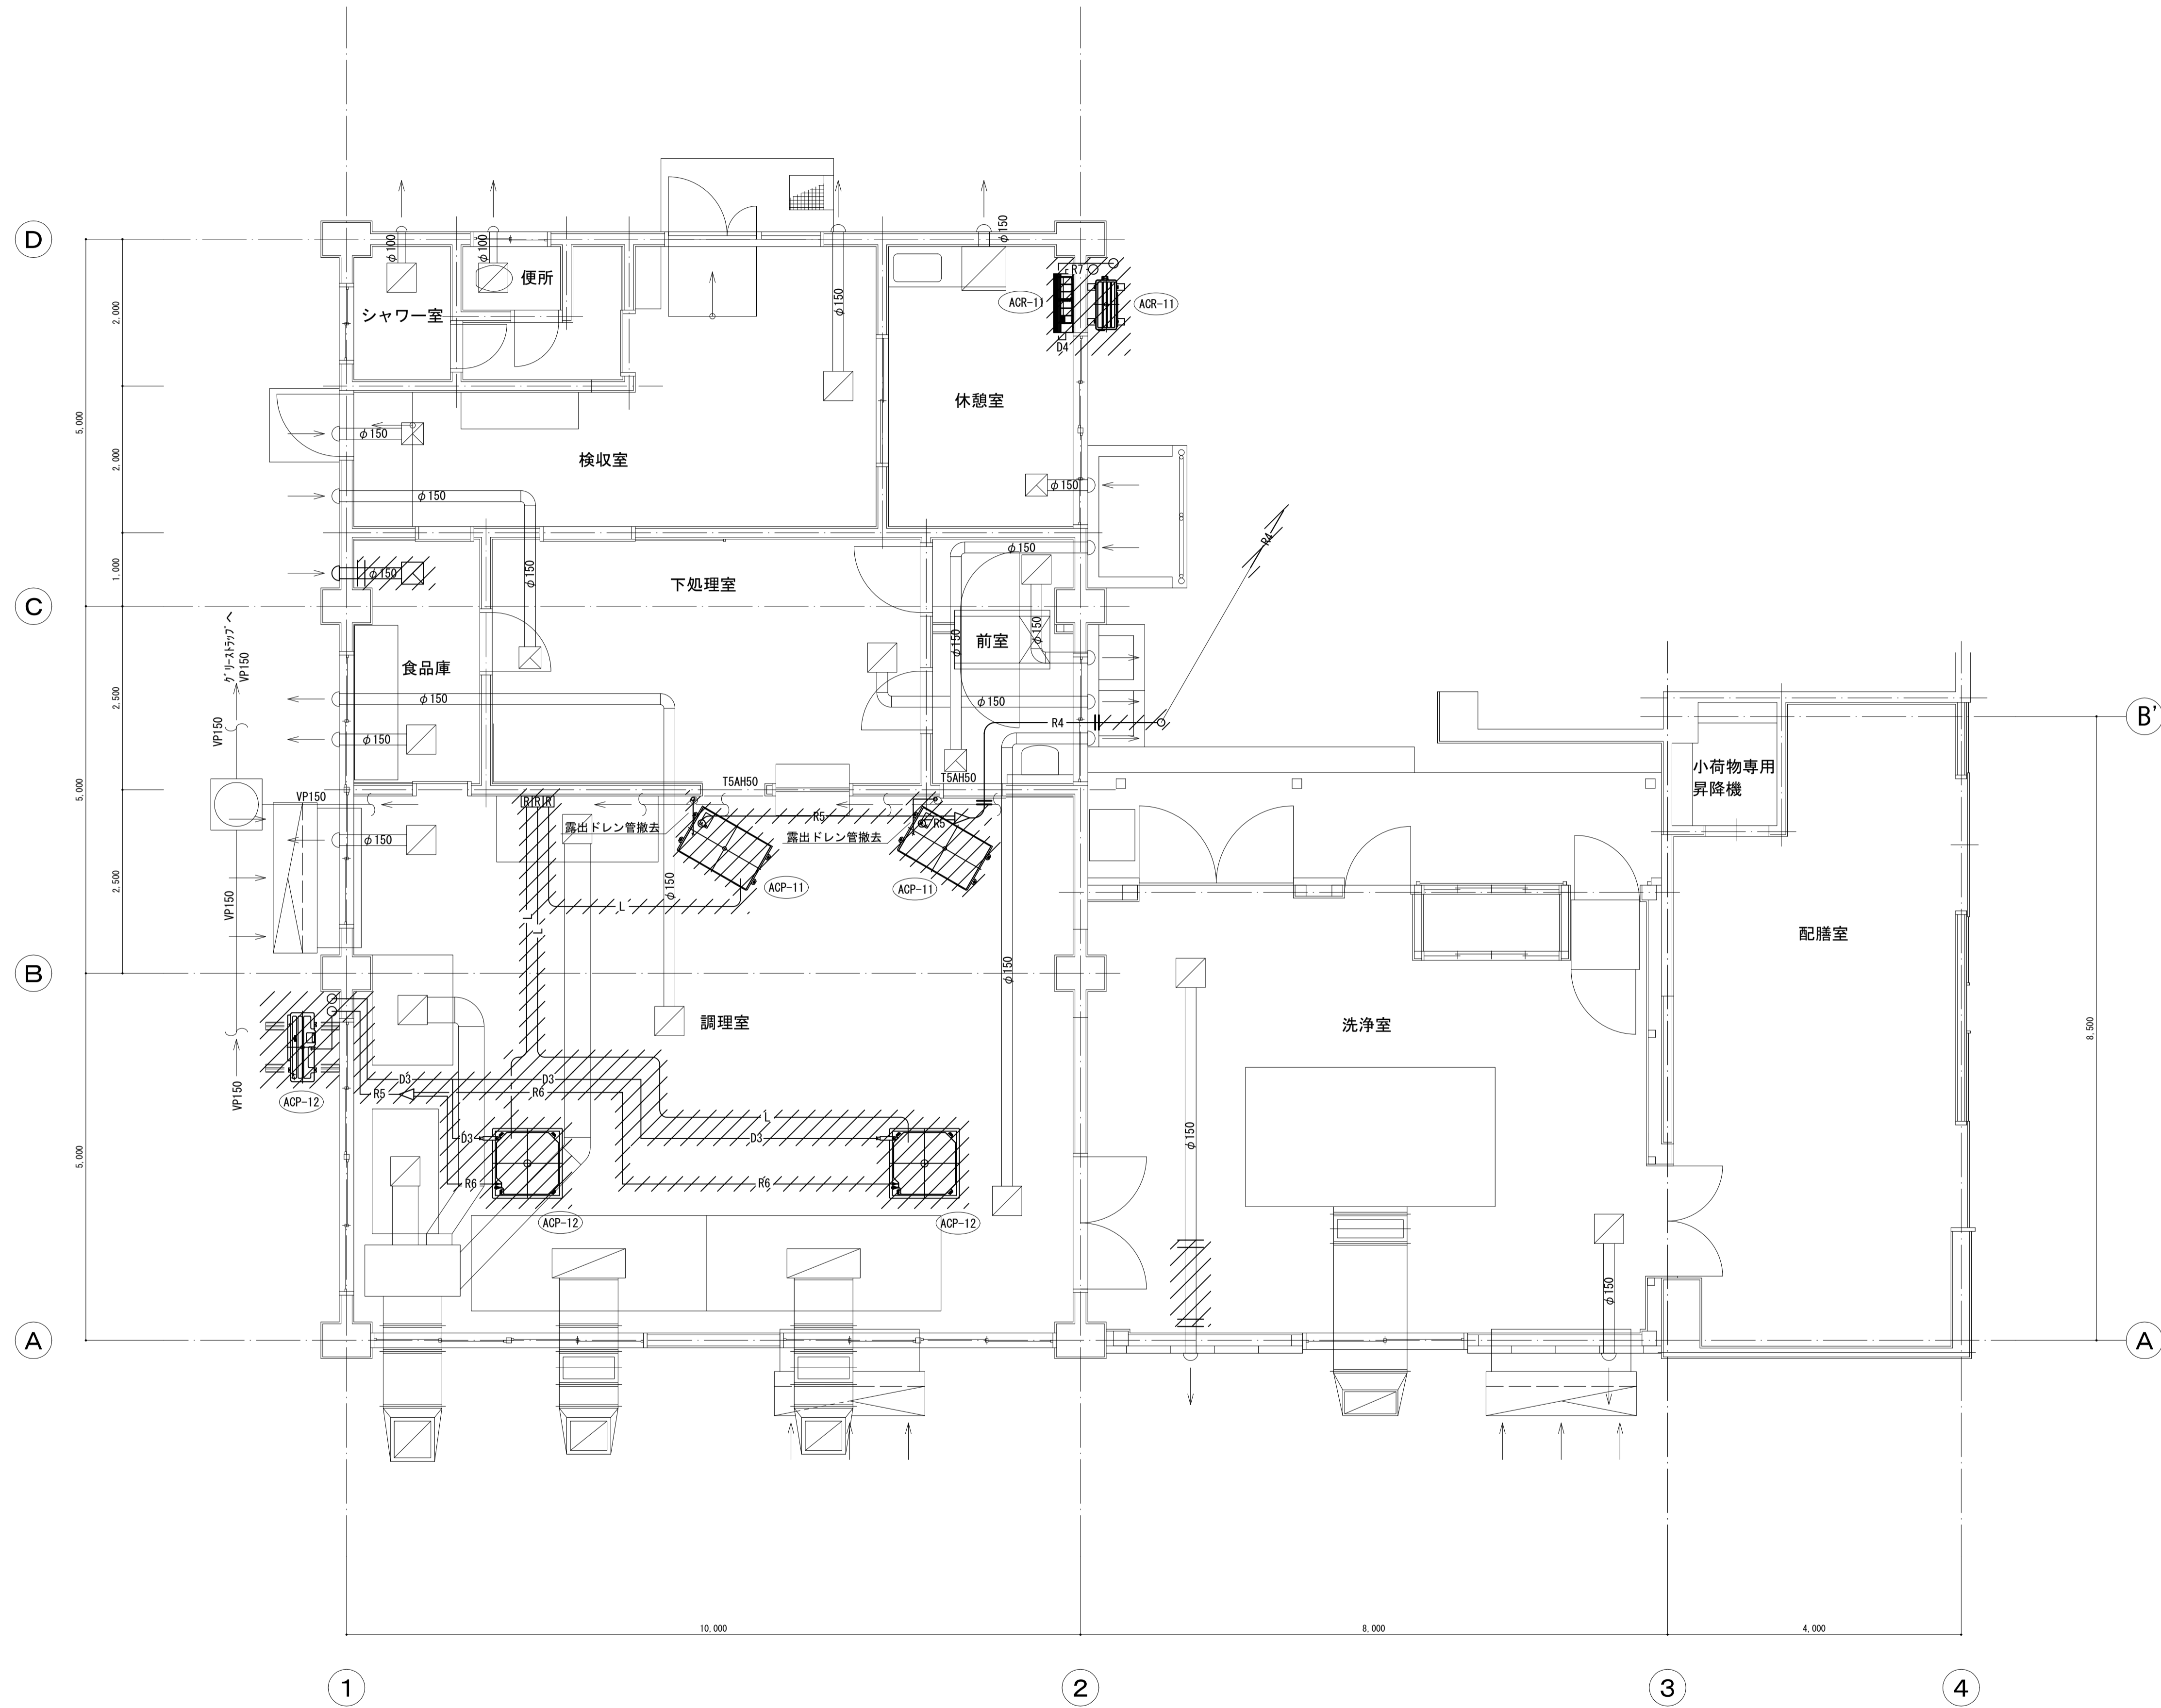 D
φ100
φ100
便所
シャワー室
φ150
φ150
R7
ACR-11
ACR-11
D4
2,000
休憩室
5,000
φ150
検収室
2,000
φ150
φ150
φ150
R4
1,000
φ150
φ150
下処理室
C
グリーストラップへ
VP150
φ150
φ150
前室
食品庫
2,500
φ150
φ150
R4
B'
VP150
φ150
小荷物専用
昇降機
5,000
T5AH50
T5AH50
VP150
RRR
R5
R5
露出ドレン管撤去
露出ドレン管撤去
φ150
2,500
VP150
φ150
ACP-11
ACP-11
L
L
L
配膳室
B
φ150
調理室
洗浄室
8,500
VP150
ACP-12
D3
D3
R5
R6
L
D3
D3
φ150
5,000
R6
R6
ACP-12
ACP-12
φ150
A
A
10,000
8,000
4,000
1
2
3
4